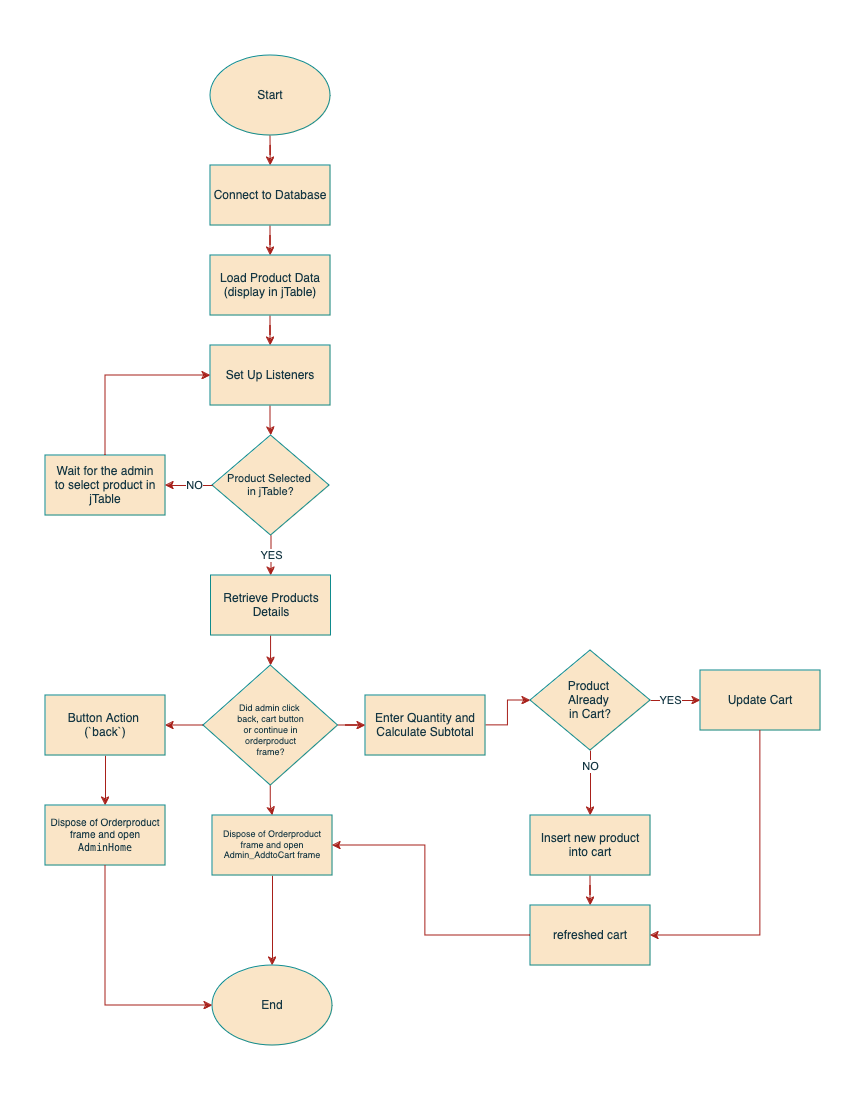 Start
Connect to Database
Load Product Data
(display in jTable)
Set Up Listeners
Product Selected
in jTable?
NO
Wait for the admin
to select product in
jTable
YES
Retrieve Products
Details
Did admin click
back, cart button
or continue in
orderproduct
frame?
Button Action
(`back`)
Dispose of Orderproduct
frame and open
AdminHome
Enter Quantity and
Calculate Subtotal
Product
Already
in Cart?
YES
Update Cart
NO
Insert new product
into cart
refreshed cart
Dispose of Orderproduct
frame and open
Admin_AddtoCart frame
End